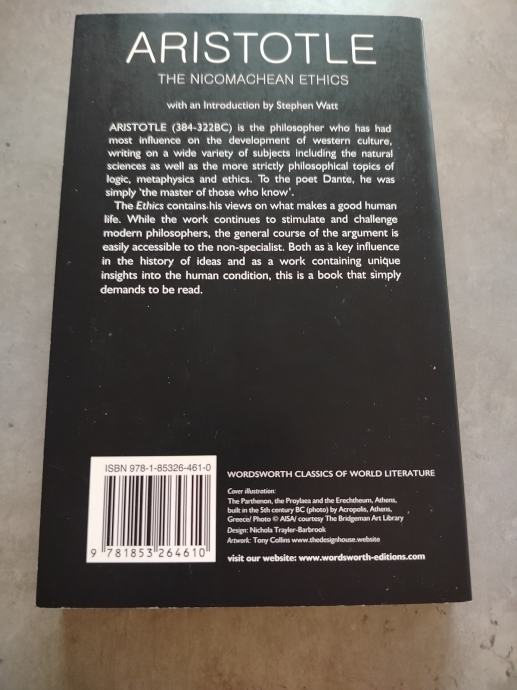 ARISTOTLE
THE NICOMACHEAN ETHICS
with an Introduction by Stephen Watt
ARISTOTLE (384-322BC) is the philosopher who has had
most influence on the development of western culture,
writing on a wide variety of subjects including the natural
sciences as well as the more strictly philosophical topics of
logic, metaphysics and ethics. To the poet Dante, he was
simply 'the master of those who know'.
The Ethics contains his views on what makes a good human
life. While the work continues to stimulate and challenge
modern philosophers, the general course of the argument is
easily accessible to the non-specialist. Both as a key influence
in the history of ideas and as a work containing unique
insights into the human condition, this is a book that simply
demands to be read.
ISBN 978-1-85326-461-0
9 781853 264610
WORDSWORTH CLASSICS OF WORLD LITERATURE
Cover illustration:
The Parthenon, the Proylaea and the Erechtheum, Athens,
built in the 5th century BC (photo) by Acropolis, Athens,
Greece/ Photo © AISA/ courtesy The Bridgeman Art Library
Design: Nichola Trayler-Barbrook
Artwork: Tony Collins www.thedesignhouse.website
visit our website: www.wordsworth-editions.com